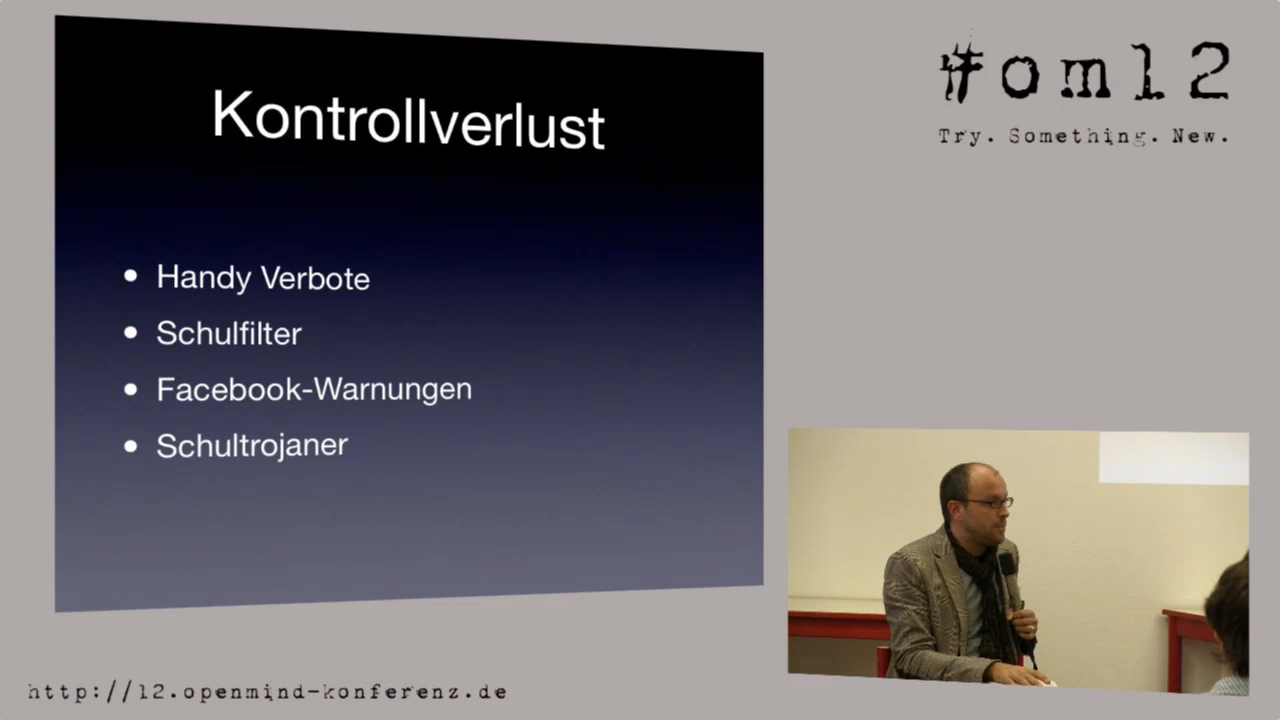 Kontrollverlust
• Handy Verbote
• Schulfilter
• Facebook-Warnungen
• Schultrojaner
#om12
Try. Something. New.
http://12.openmind-konferenz.de